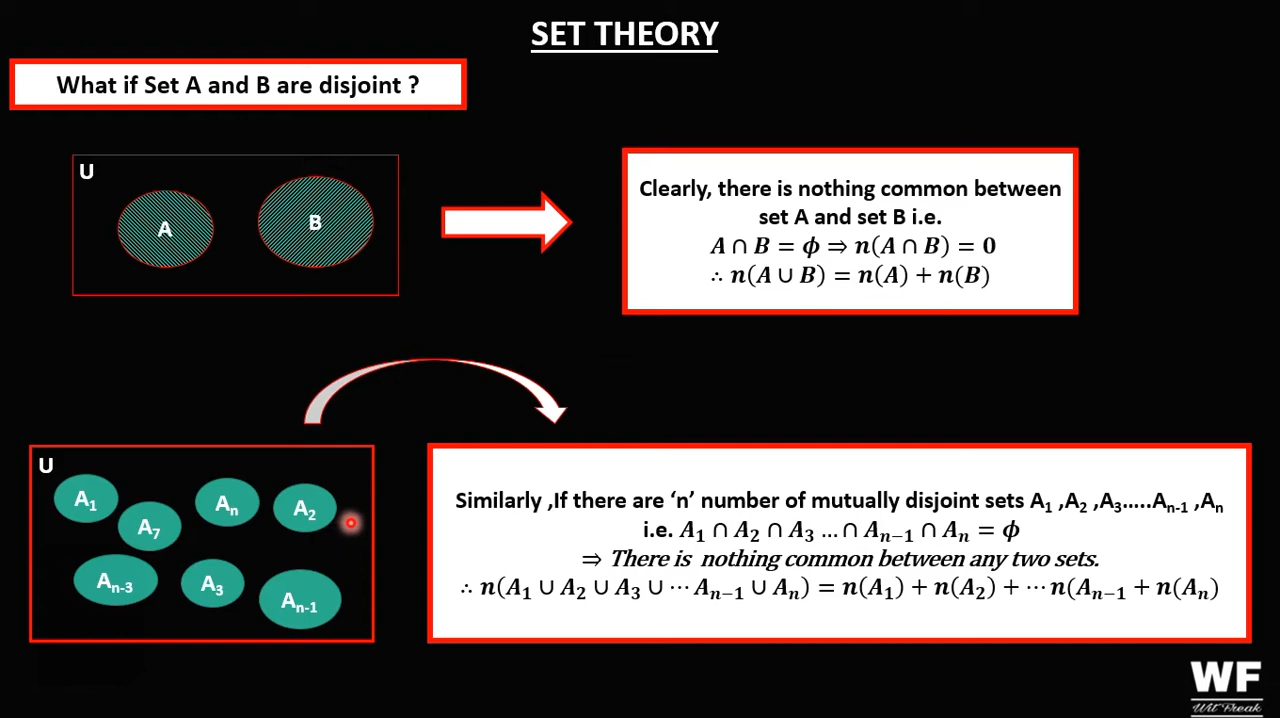 SET THEORY
What if Set A and B are disjoint ?
U
A
B
Clearly, there is nothing common between
set A and set B i.e.
A ∩ B = ϕ ⇒ n(A ∩ B) = 0
∴ n(A ∪ B) = n(A) + n(B)
U
A₁
A₇
Aₙ
A₂
Aₙ₋₃
A₃
Aₙ₋₁
Similarly ,If there are ‘n’ number of mutually disjoint sets A₁ ,A₂ ,A₃.....Aₙ₋₁ ,Aₙ
i.e. A₁ ∩ A₂ ∩ A₃ ... ∩ Aₙ₋₁ ∩ Aₙ = ϕ
⇒ There is nothing common between any two sets.
∴ n(A₁ ∪ A₂ ∪ A₃ ∪ ⋯ Aₙ₋₁ ∪ Aₙ) = n(A₁) + n(A₂) + ⋯ n(Aₙ₋₁ + n(Aₙ)
WF
Wit Freak